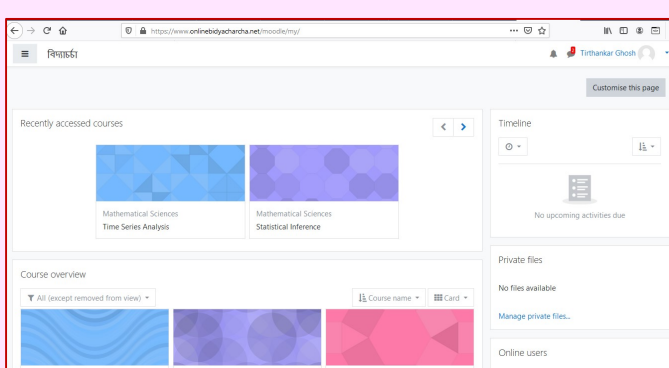 https://www.onlinebidyacharcha.net/moodle/my/
বিদ্যাচর্চা
Tirthankar Ghosh
Customise this page
Recently accessed courses
Mathematical Sciences
Time Series Analysis
Mathematical Sciences
Statistical Inference
Timeline
No upcoming activities due
Course overview
All (except removed from view)
Course name
Card
Private files
No files available
Manage private files...
Online users